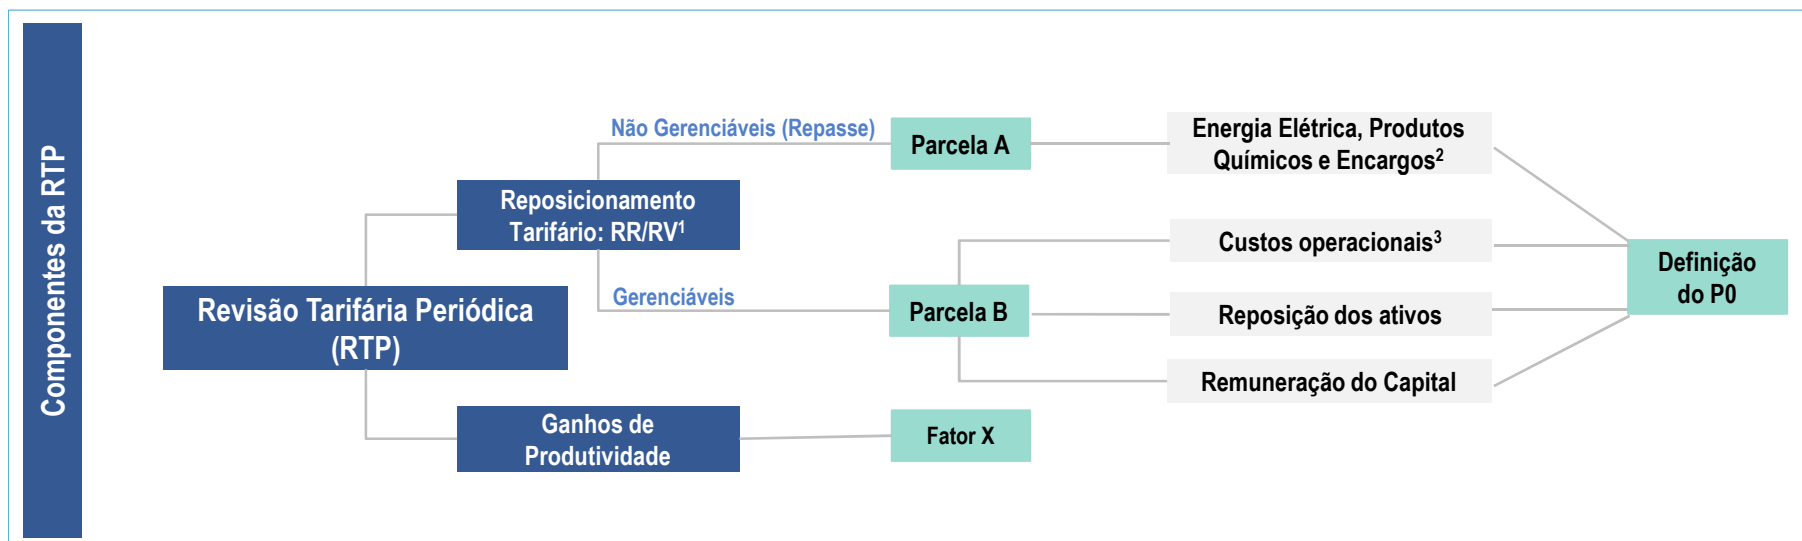 Componentes da RTP
Revisão Tarifária Periódica
(RTP)
Reposicionamento
Tarifário: RR/RV¹
Ganhos de
Produtividade
Não Gerenciáveis (Repasse)
Gerenciáveis
Parcela A
Parcela B
Fator X
Energia Elétrica, Produtos
Químicos e Encargos²
Custos operacionais³
Reposição dos ativos
Remuneração do Capital
Definição
do P0